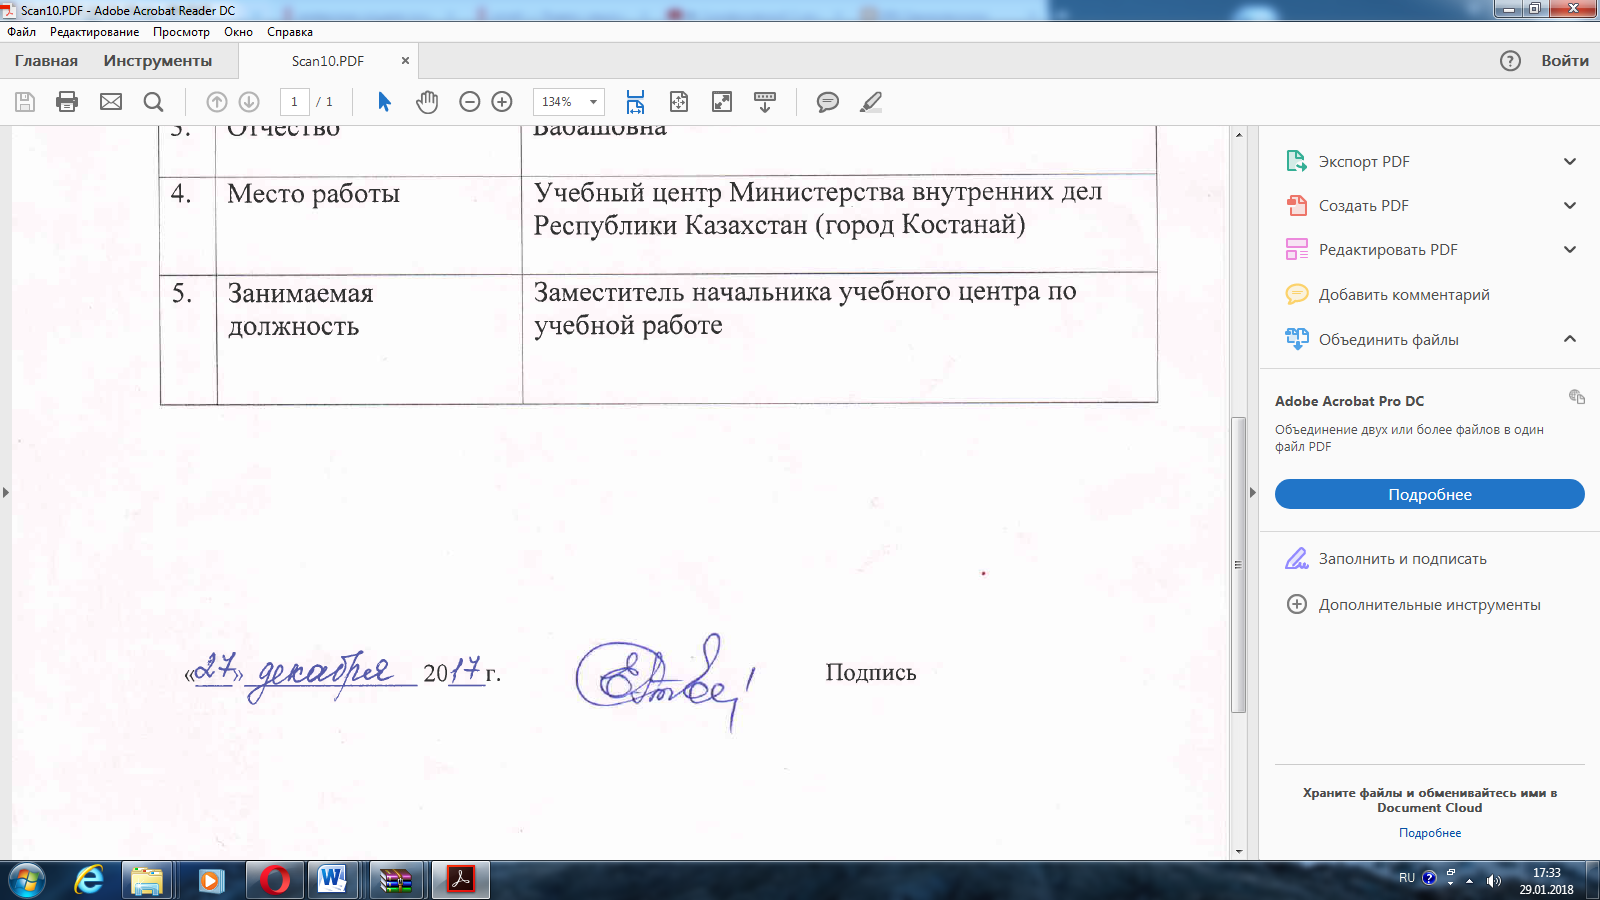 Scan10.PDF - Adobe Acrobat Reader DC
Файл Редактирование Просмотр Окно Справка
Главная Инструменты Scan10.PDF × ? Войти
1 / 1 134%
3. Отчество Бабашовна
4. Место работы Учебный центр Министерства внутренних дел
Республики Казахстан (город Костанай)
5. Занимаемая Заместитель начальника учебного центра по
должность учебной работе
«27» декабря 2017г. Подпись
Экспорт PDF
Создать PDF
Редактировать PDF
Добавить комментарий
Объединить файлы
Adobe Acrobat Pro DC
Объединение двух или более файлов в один
файл PDF
Подробнее
Заполнить и подписать
Дополнительные инструменты
Храните файлы и обменивайтесь ими в
Document Cloud
Подробнее
RU 17:33
29.01.2018